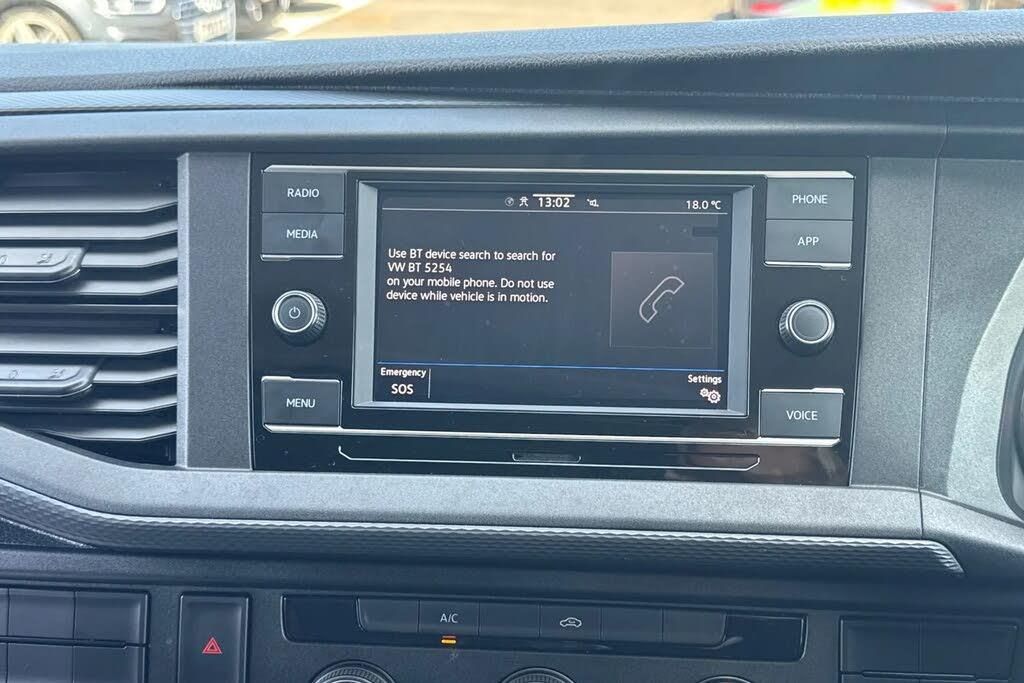 RADIO
MEDIA
MENU
13:02
18.0 °C
Use BT device search to search for
VW BT 5254
on your mobile phone. Do not use
device while vehicle is in motion.
Emergency
SOS
Settings
PHONE
APP
VOICE
A/C